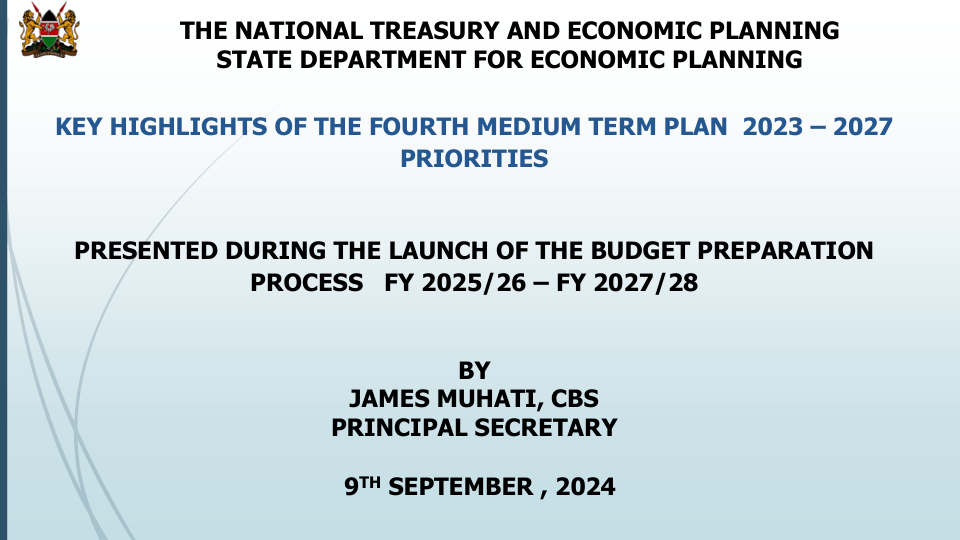 THE NATIONAL TREASURY AND ECONOMIC PLANNING
STATE DEPARTMENT FOR ECONOMIC PLANNING
KEY HIGHLIGHTS OF THE FOURTH MEDIUM TERM PLAN 2023 – 2027
PRIORITIES
PRESENTED DURING THE LAUNCH OF THE BUDGET PREPARATION
PROCESS FY 2025/26 – FY 2027/28
BY
JAMES MUHATI, CBS
PRINCIPAL SECRETARY
9TH SEPTEMBER , 2024